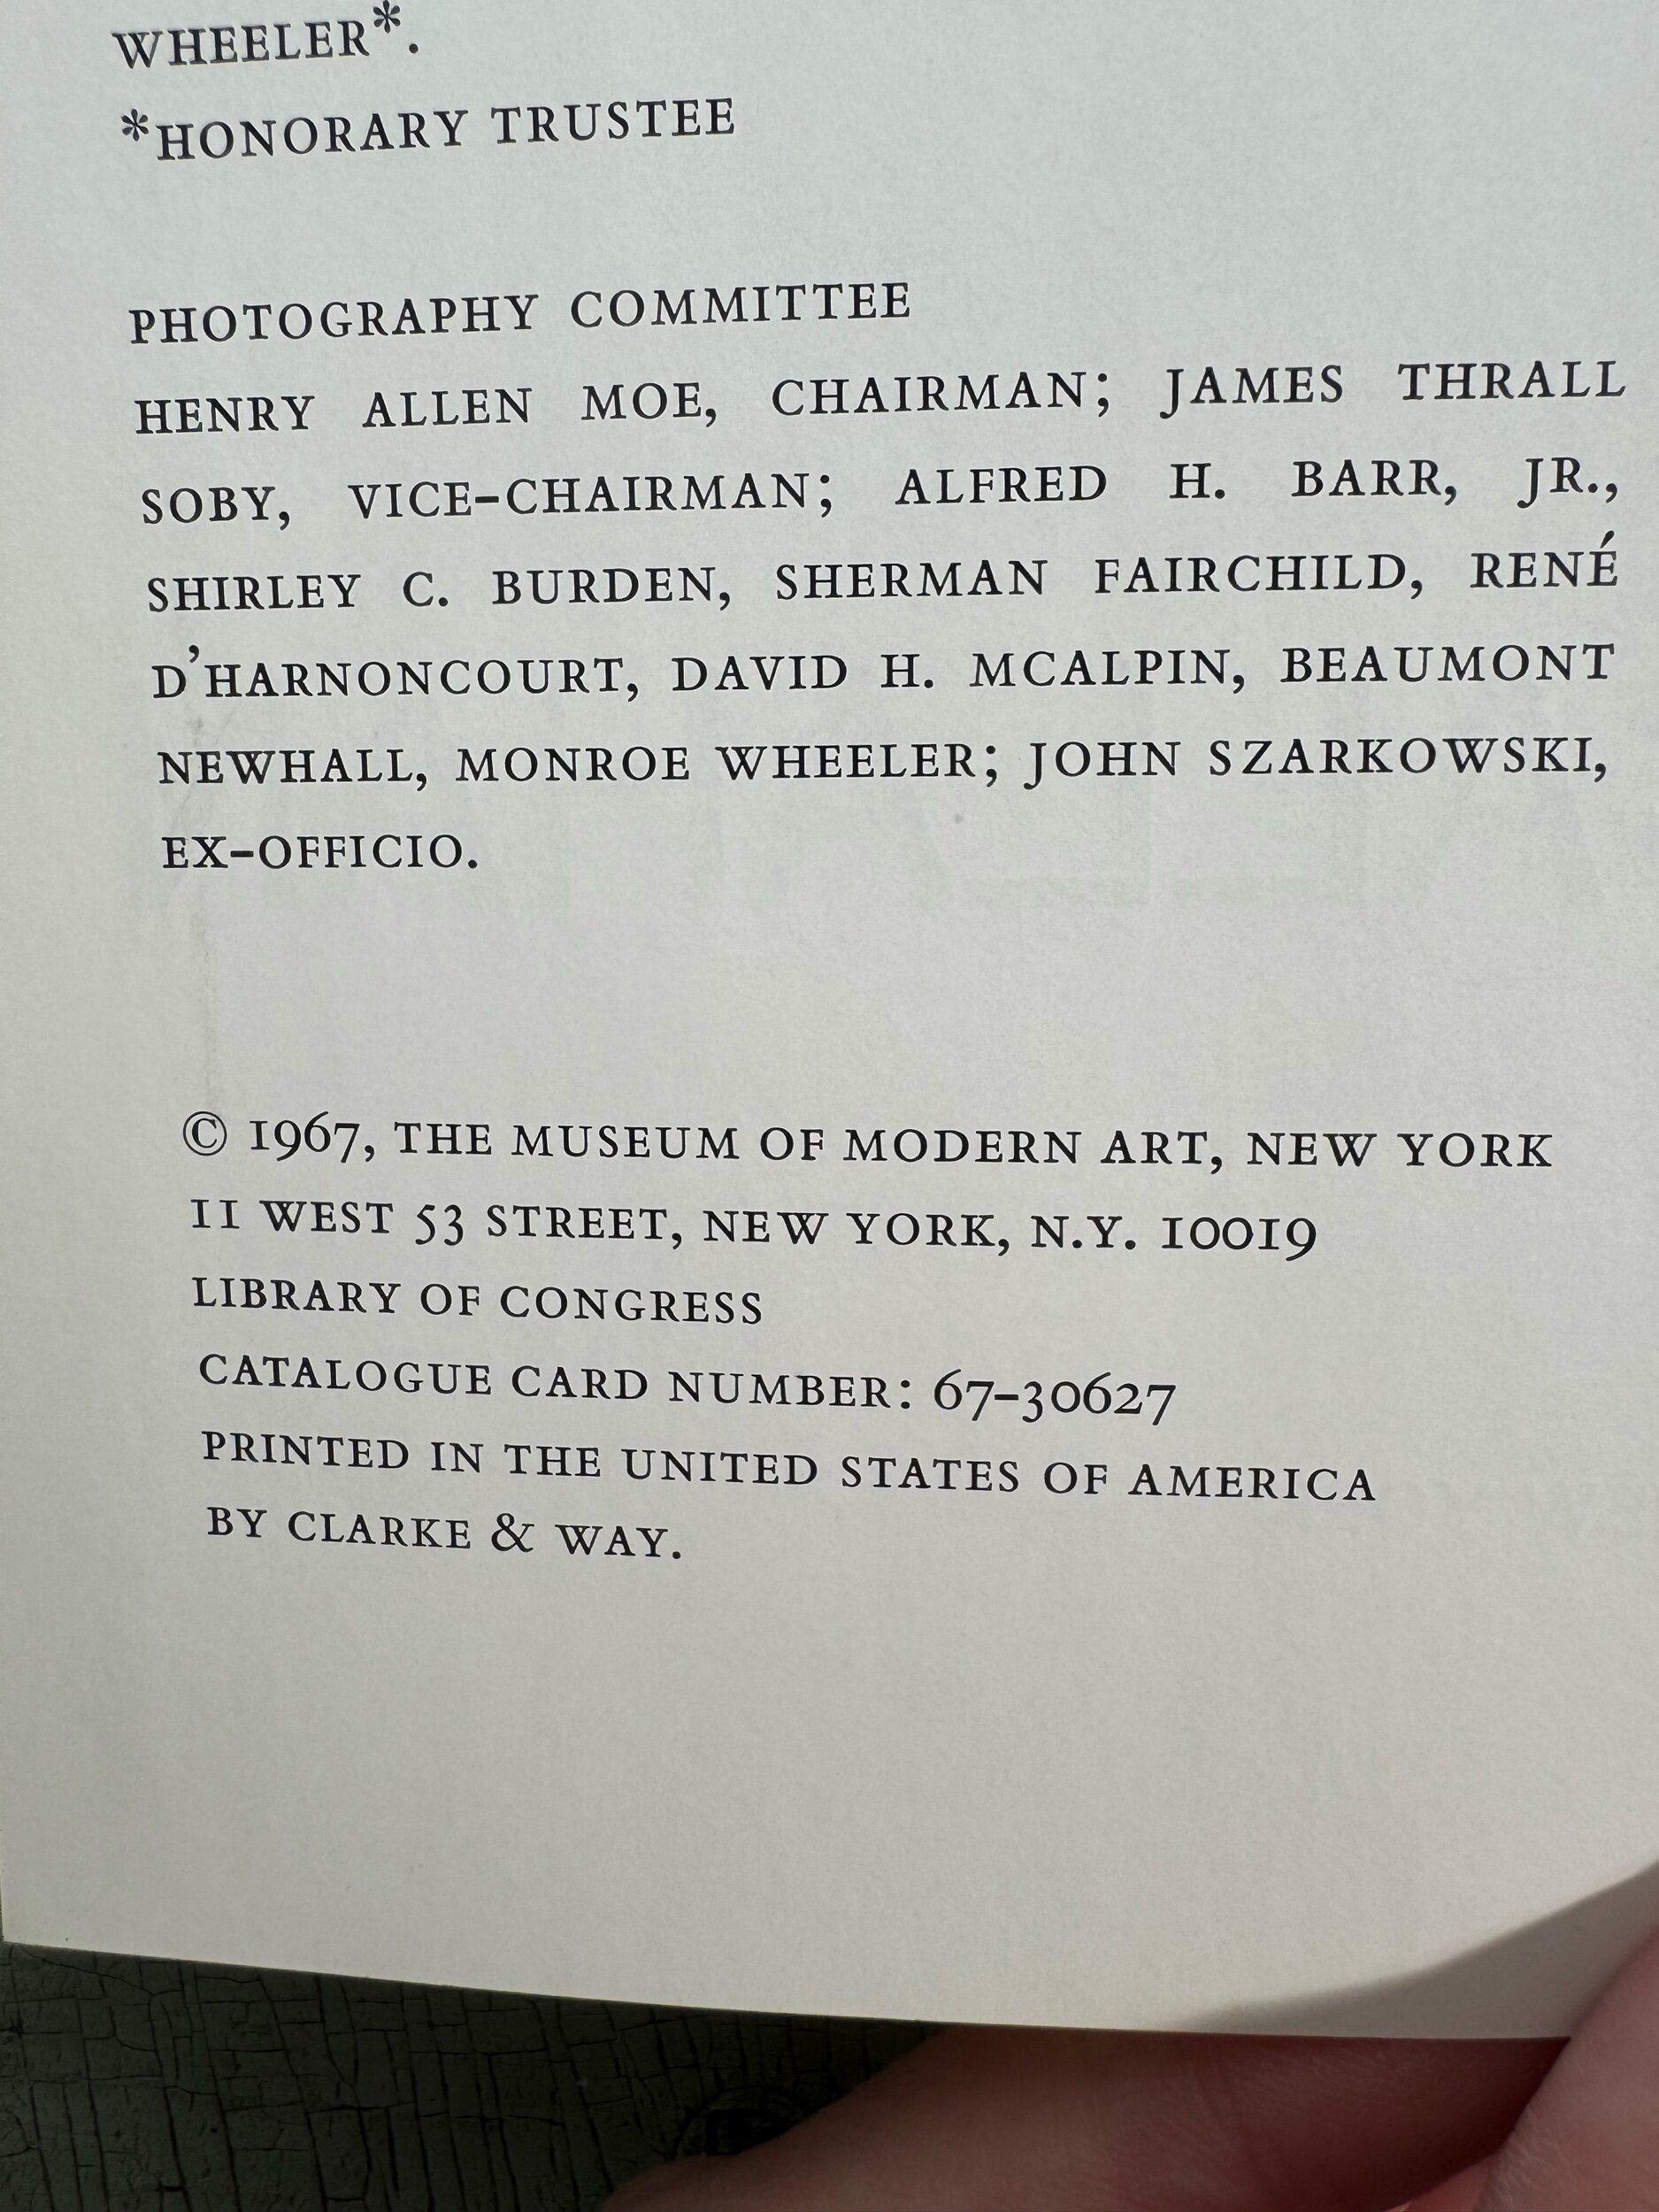 WHEELER*.
*HONORARY TRUSTEE
PHOTOGRAPHY COMMITTEE
HENRY ALLEN MOE, CHAIRMAN; JAMES THRALL
SOBY, VICE-CHAIRMAN; ALFRED H. BARR, JR.,
SHIRLEY C. BURDEN, SHERMAN FAIRCHILD, RENÉ
D'HARNONCOURT, DAVID H. MCALPIN, BEAUMONT
NEWHALL, MONROE WHEELER; JOHN SZARKOWSKI,
EX-OFFICIO.
© 1967, THE MUSEUM OF MODERN ART, NEW YORK
11 WEST 53 STREET, NEW YORK, N.Y. 10019
LIBRARY OF CONGRESS
CATALOGUE CARD NUMBER: 67-30627
PRINTED IN THE UNITED STATES OF AMERICA
BY CLARKE & WAY.